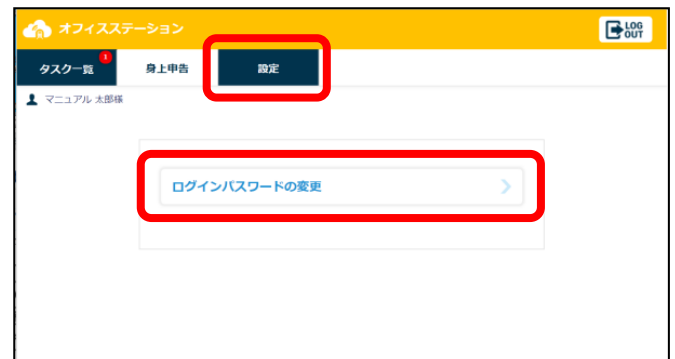 オフィスステーション
LOG OUT
タスク一覧 1 身上申告 設定
マニュアル 太郎様
ログインパスワードの変更